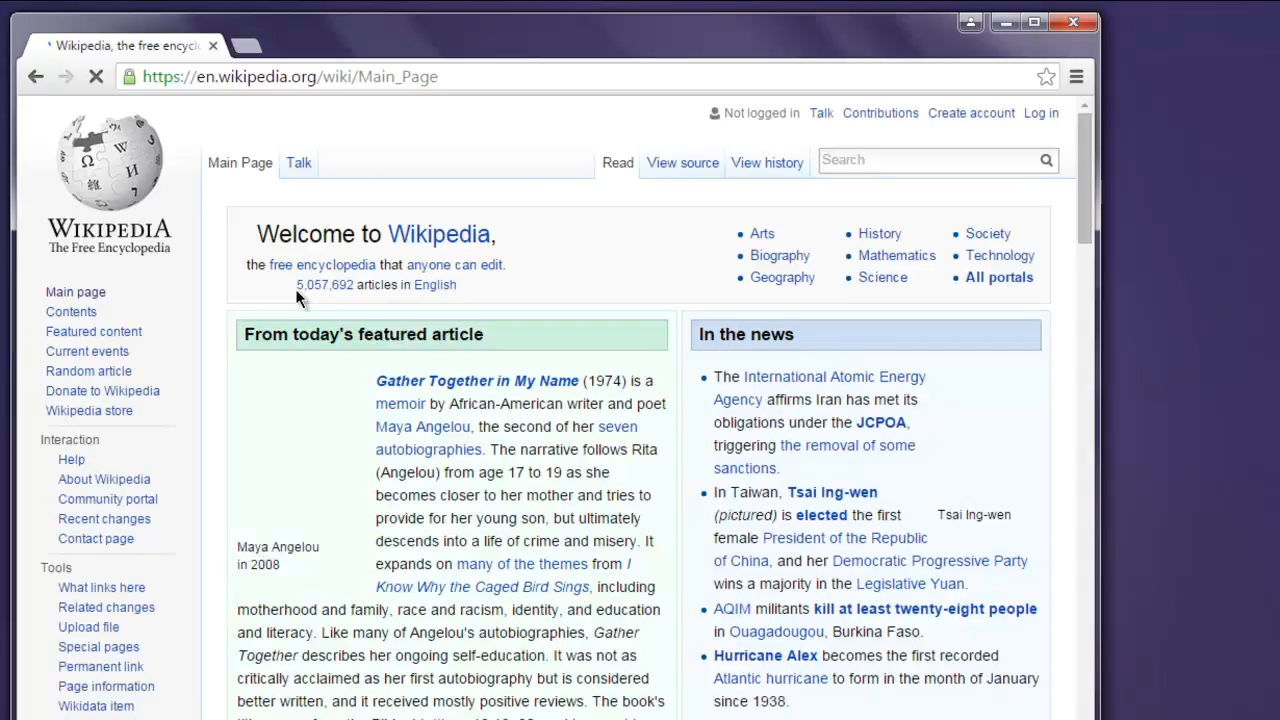 Wikipedia, the free encycl
https://en.wikipedia.org/wiki/Main_Page
Not logged in Talk Contributions Create account Log in
Main Page Talk Read View source View history Search
WIKIPEDIA
The Free Encyclopedia
Main page
Contents
Featured content
Current events
Random article
Donate to Wikipedia
Wikipedia store
Interaction
Help
About Wikipedia
Community portal
Recent changes
Contact page
Tools
What links here
Related changes
Upload file
Special pages
Permanent link
Page information
Wikidata item
Welcome to Wikipedia,
the free encyclopedia that anyone can edit.
5,057,692 articles in English
Arts
Biography
Geography
History
Mathematics
Science
Society
Technology
All portals
From today's featured article
Maya Angelou
in 2008
Gather Together in My Name (1974) is a
memoir by African-American writer and poet
Maya Angelou, the second of her seven
autobiographies. The narrative follows Rita
(Angelou) from age 17 to 19 as she
becomes closer to her mother and tries to
provide for her young son, but ultimately
descends into a life of crime and misery. It
expands on many of the themes from I
Know Why the Caged Bird Sings, including
motherhood and family, race and racism, identity, and education
and literacy. Like many of Angelou's autobiographies, Gather
Together describes her ongoing self-education. It was not as
critically acclaimed as her first autobiography but is considered
better written, and it received mostly positive reviews. The book's
In the news
The International Atomic Energy
Agency affirms Iran has met its
obligations under the JCPOA,
triggering the removal of some
sanctions.
In Taiwan, Tsai Ing-wen
(pictured) is elected the first
female President of the Republic
of China, and her Democratic Progressive Party
wins a majority in the Legislative Yuan.
Tsai Ing-wen
AQIM militants kill at least twenty-eight people
in Ouagadougou, Burkina Faso.
Hurricane Alex becomes the first recorded
Atlantic hurricane to form in the month of January
since 1938.